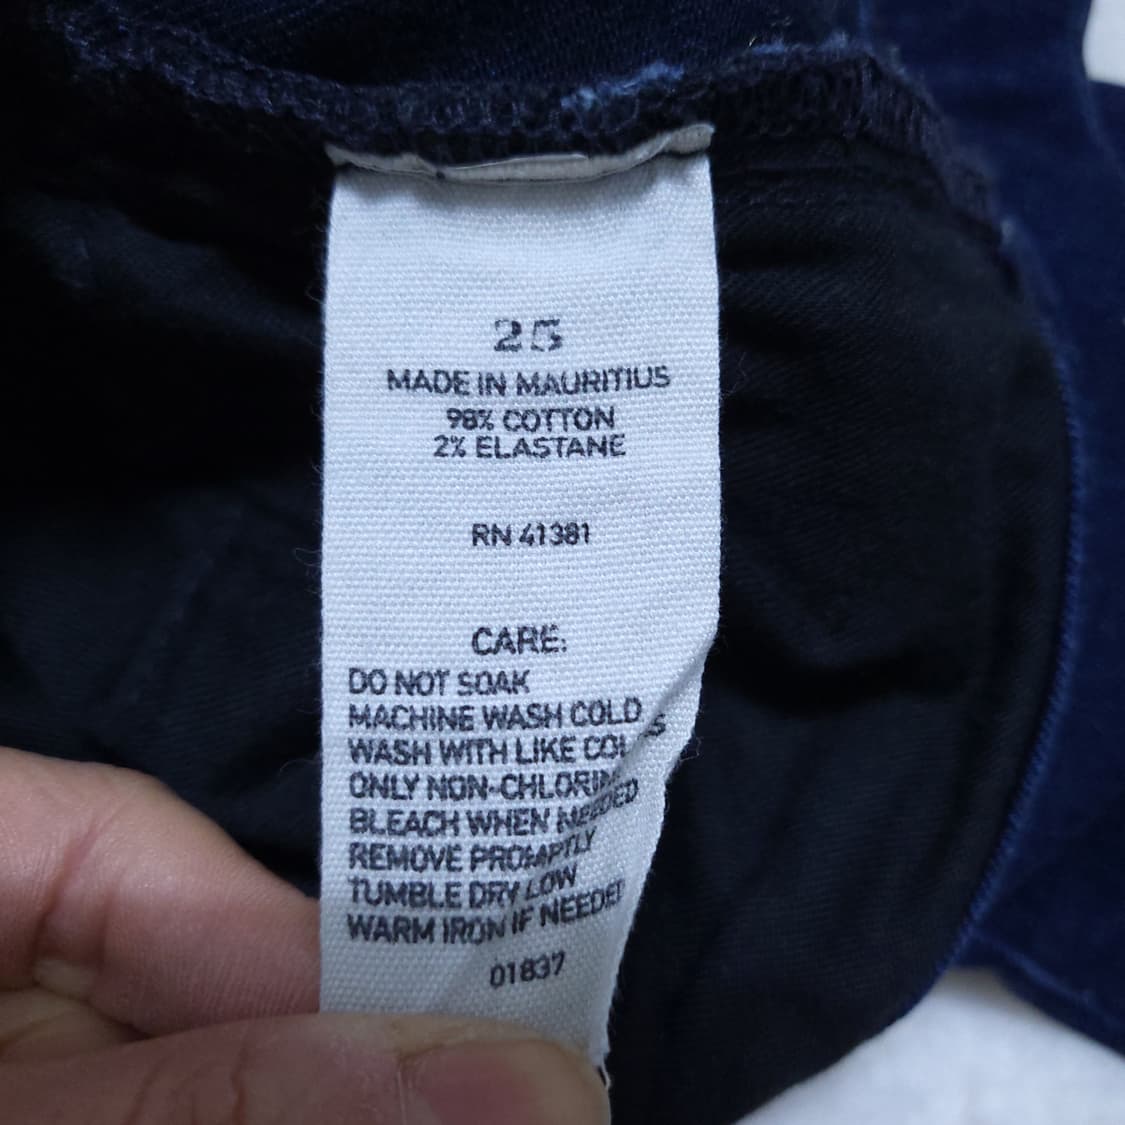 25
MADE IN MAURITIUS
98% COTTON
2% ELASTANE
RN 41381
CARE:
DO NOT SOAK
MACHINE WASH COLD
WASH WITH LIKE COLORS
ONLY NON-CHLORINE
BLEACH WHEN NEEDED
REMOVE PROMPTLY
TUMBLE DRY LOW
WARM IRON IF NEEDED
01837